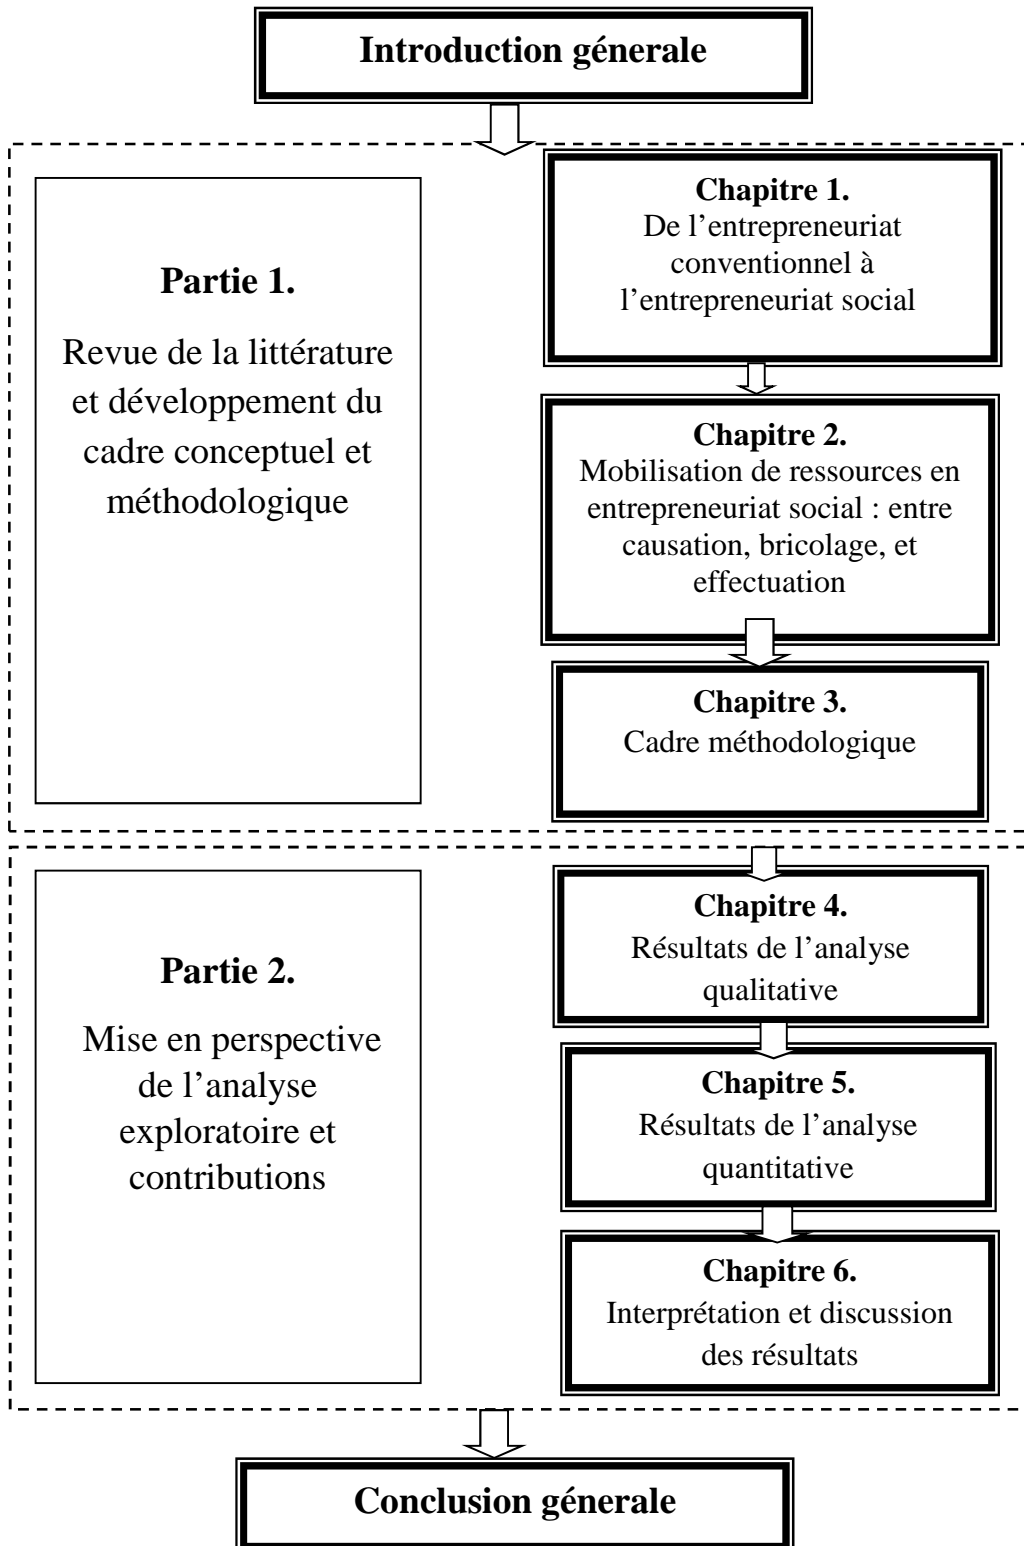 Introduction génerale
Partie 1.
Revue de la littérature
et développement du
cadre conceptuel et
méthodologique
Chapitre 1.
De l’entrepreneuriat
conventionnel à
l’entrepreneuriat social
Chapitre 2.
Mobilisation de ressources en
entrepreneuriat social : entre
causation, bricolage, et
effectuation
Chapitre 3.
Cadre méthodologique
Partie 2.
Mise en perspective
de l’analyse
exploratoire et
contributions
Chapitre 4.
Résultats de l’analyse
qualitative
Chapitre 5.
Résultats de l’analyse
quantitative
Chapitre 6.
Interprétation et discussion
des résultats
Conclusion génerale